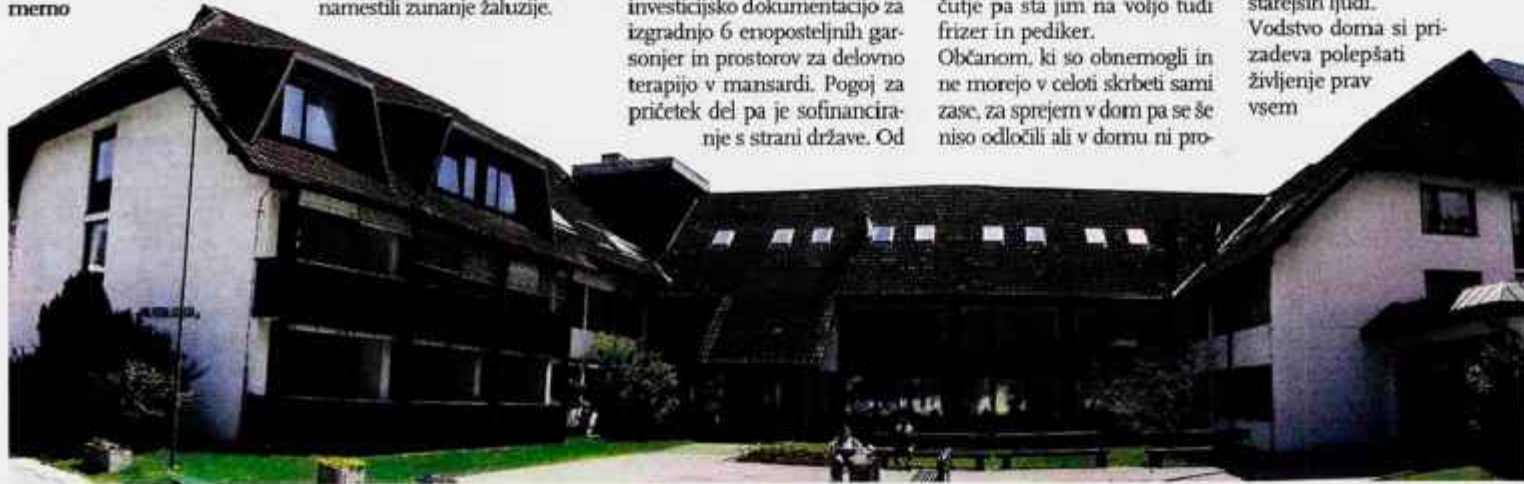 merno
namestili zunanje žaluzije.
investicijsko dokumentacijo za
izgradnjo 6 enoposteljnih gar-
sonjer in prostorov za delovno
terapijo v mansardi. Pogoj za
pričetek del pa je sofinancira-
nje s strani države. Od
čutje pa sta jim na voljo tudi
frizer in pediker.
Občanom, ki so obnemogli in
ne morejo v celoti skrbeti sami
zase, za sprejem v dom pa se še
niso odločili ali v domu ni pro-
starejših ljudi.
Vodstvo doma si pri-
zadeva polepšati
življenje prav
vsem